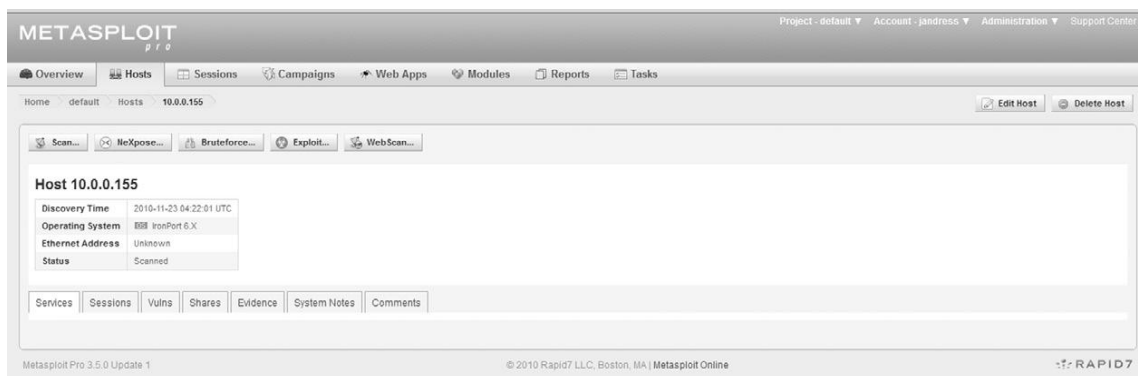 METASPLOIT
pro
Project - default ▼ Account - jandress ▼ Administration ▼ Support Center
Overview Hosts Sessions Campaigns Web Apps Modules Reports Tasks
Home default Hosts 10.0.0.155
Edit Host Delete Host
Scan... NeXpose... Bruteforce... Exploit... WebScan...
Host 10.0.0.155
Discovery Time 2010-11-23 04:22:01 UTC
Operating System IronPort 6.X
Ethernet Address Unknown
Status Scanned
Services Sessions Vulns Shares Evidence System Notes Comments
Metasploit Pro 3.5.0 Update 1 © 2010 Rapid7 LLC, Boston, MA | Metasploit Online RAPID7